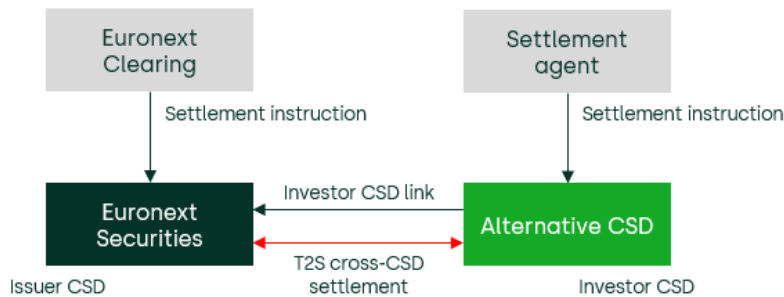 Euronext
Clearing
Settlement
agent
Settlement instruction
Settlement instruction
Investor CSD link
Euronext
Securities
Alternative CSD
T2S cross-CSD
settlement
Issuer CSD
Investor CSD